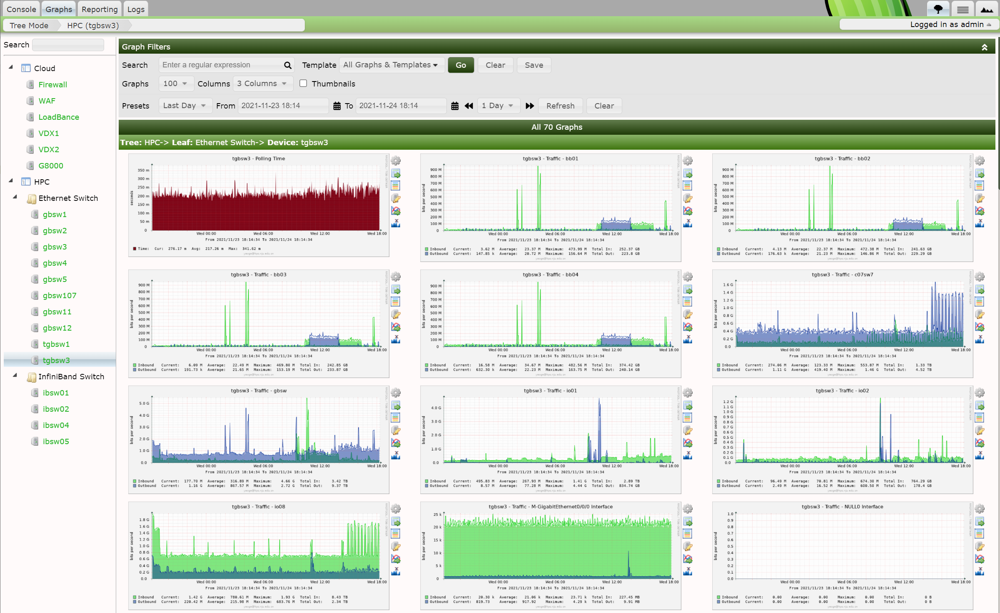 Console Graphs Reporting Logs
Tree Mode HPC (tgbsw3) Logged in as admin
Search
Cloud
Firewall
WAF
LoadBance
VDX1
VDX2
G8000
HPC
Ethernet Switch
gbsw1
gbsw2
gbsw3
gbsw4
gbsw5
gbsw107
gbsw11
gbsw12
tgbsw1
tgbsw3
InfiniBand Switch
ibsw01
ibsw02
ibsw04
ibsw05
Graph Filters
Search Enter a regular expression Template All Graphs & Templates Go Clear Save
Graphs 100 Columns 3 Columns Thumbnails
Presets Last Day From 2021-11-23 18:14 To 2021-11-24 18:14 1 Day Refresh Clear
All 70 Graphs
Tree: HPC-> Leaf: Ethernet Switch-> Device: tgbsw3
tgbsw3 - Polling Time
seconds
350 m
300 m
250 m
200 m
150 m
100 m
50 m
0
Wed 00:00 Wed 06:00 Wed 12:00 Wed 18:00
From 2021/11/23 18:14:34 To 2021/11/24 18:14:34
Time: Cur: 276.17 m Avg: 217.26 m Max: 341.62 m
tgbsw3 - Traffic - bb01
bits per second
900 M
800 M
700 M
600 M
500 M
400 M
300 M
200 M
100 M
0
Wed 00:00 Wed 06:00 Wed 12:00 Wed 18:00
From 2021/11/23 18:14:34 To 2021/11/24 18:14:34
Inbound Current: 3.62 M Average: 23.37 M Maximum: 473.99 M Total In: 252.37 GB
Outbound Current: 147.85 k Average: 20.72 M Maximum: 156.64 M Total Out: 223.8 GB
tgbsw3 - Traffic - bb02
bits per second
900 M
800 M
700 M
600 M
500 M
400 M
300 M
200 M
100 M
0
Wed 00:00 Wed 06:00 Wed 12:00 Wed 18:00
From 2021/11/23 18:14:34 To 2021/11/24 18:14:34
Inbound Current: 4.13 M Average: 22.37 M Maximum: 472.38 M Total In: 241.63 GB
Outbound Current: 176.63 k Average: 21.23 M Maximum: 146.86 M Total Out: 229.29 GB
tgbsw3 - Traffic - bb03
bits per second
900 M
800 M
700 M
600 M
500 M
400 M
300 M
200 M
100 M
0
Wed 00:00 Wed 06:00 Wed 12:00 Wed 18:00
From 2021/11/23 18:14:34 To 2021/11/24 18:14:34
Inbound Current: 6.09 M Average: 22.49 M Maximum: 469.80 M Total In: 242.85 GB
Outbound Current: 191.73 k Average: 21.65 M Maximum: 153.19 M Total Out: 233.87 GB
tgbsw3 - Traffic - bb04
bits per second
900 M
800 M
700 M
600 M
500 M
400 M
300 M
200 M
100 M
0
Wed 00:00 Wed 06:00 Wed 12:00 Wed 18:00
From 2021/11/23 18:14:34 To 2021/11/24 18:14:34
Inbound Current: 16.58 M Average: 34.67 M Maximum: 482.56 M Total In: 374.42 GB
Outbound Current: 632.30 k Average: 22.23 M Maximum: 163.75 M Total Out: 240.14 GB
tgbsw3 - Traffic - c07sw7
bits per second
1.6 G
1.4 G
1.2 G
1.0 G
0.8 G
0.6 G
0.4 G
0.2 G
0.0
Wed 00:00 Wed 06:00 Wed 12:00 Wed 18:00
From 2021/11/23 18:14:34 To 2021/11/24 18:14:34
Inbound Current: 274.06 M Average: 123.33 M Maximum: 553.87 M Total In: 1.33 TB
Outbound Current: 1.11 G Average: 419.40 M Maximum: 1.46 G Total Out: 4.52 TB
tgbsw3 - Traffic - gbsw
bits per second
5.0 G
4.0 G
3.0 G
2.0 G
1.0 G
0.0
Wed 00:00 Wed 06:00 Wed 12:00 Wed 18:00
From 2021/11/23 18:14:34 To 2021/11/24 18:14:34
Inbound Current: 177.70 M Average: 316.89 M Maximum: 4.66 G Total In: 3.42 TB
Outbound Current: 1.16 G Average: 867.57 M Maximum: 2.72 G Total Out: 9.37 TB
tgbsw3 - Traffic - io01
bits per second
4.0 G
3.0 G
2.0 G
1.0 G
0.0
Wed 00:00 Wed 06:00 Wed 12:00 Wed 18:00
From 2021/11/23 18:14:34 To 2021/11/24 18:14:34
Inbound Current: 495.83 M Average: 267.93 M Maximum: 1.41 G Total In: 2.89 TB
Outbound Current: 8.57 M Average: 77.28 M Maximum: 4.44 G Total Out: 834.74 GB
tgbsw3 - Traffic - io02
bits per second
1.2 G
1.1 G
1.0 G
0.9 G
0.8 G
0.7 G
0.6 G
0.5 G
0.4 G
0.3 G
0.2 G
0.1 G
0.0
Wed 00:00 Wed 06:00 Wed 12:00 Wed 18:00
From 2021/11/23 18:14:34 To 2021/11/24 18:14:34
Inbound Current: 96.49 M Average: 70.81 M Maximum: 674.30 M Total In: 764.29 GB
Outbound Current: 2.49 M Average: 16.52 M Maximum: 600.50 M Total Out: 178.4 GB
tgbsw3 - Traffic - io08
bits per second
1.8 G
1.6 G
1.4 G
1.2 G
1.0 G
0.8 G
0.6 G
0.4 G
0.2 G
0.0
Wed 00:00 Wed 06:00 Wed 12:00 Wed 18:00
From 2021/11/23 18:14:34 To 2021/11/24 18:14:34
Inbound Current: 1.42 G Average: 780.61 M Maximum: 1.93 G Total In: 8.43 TB
Outbound Current: 220.42 M Average: 215.98 M Maximum: 683.76 M Total Out: 2.34 TB
tgbsw3 - Traffic - M-GigabitEthernet0/0/0 Interface
bits per second
25 k
20 k
15 k
10 k
5 k
0
Wed 00:00 Wed 06:00 Wed 12:00 Wed 18:00
From 2021/11/23 18:14:34 To 2021/11/24 18:14:34
Inbound Current: 20.30 k Average: 21.06 k Maximum: 23.71 k Total In: 227.45 MB
Outbound Current: 819.73 Average: 917.92 Maximum: 4.29 k Total Out: 9.91 MB
tgbsw3 - Traffic - NULL0 Interface
bits per second
1.0
0.9
0.8
0.7
0.6
0.5
0.4
0.3
0.2
0.1
0.0
Wed 00:00 Wed 06:00 Wed 12:00 Wed 18:00
From 2021/11/23 18:14:34 To 2021/11/24 18:14:34
Inbound Current: 0.00 Average: 0.00 Maximum: 0.00 Total In: 0 B
Outbound Current: 0.00 Average: 0.00 Maximum: 0.00 Total Out: 0 B